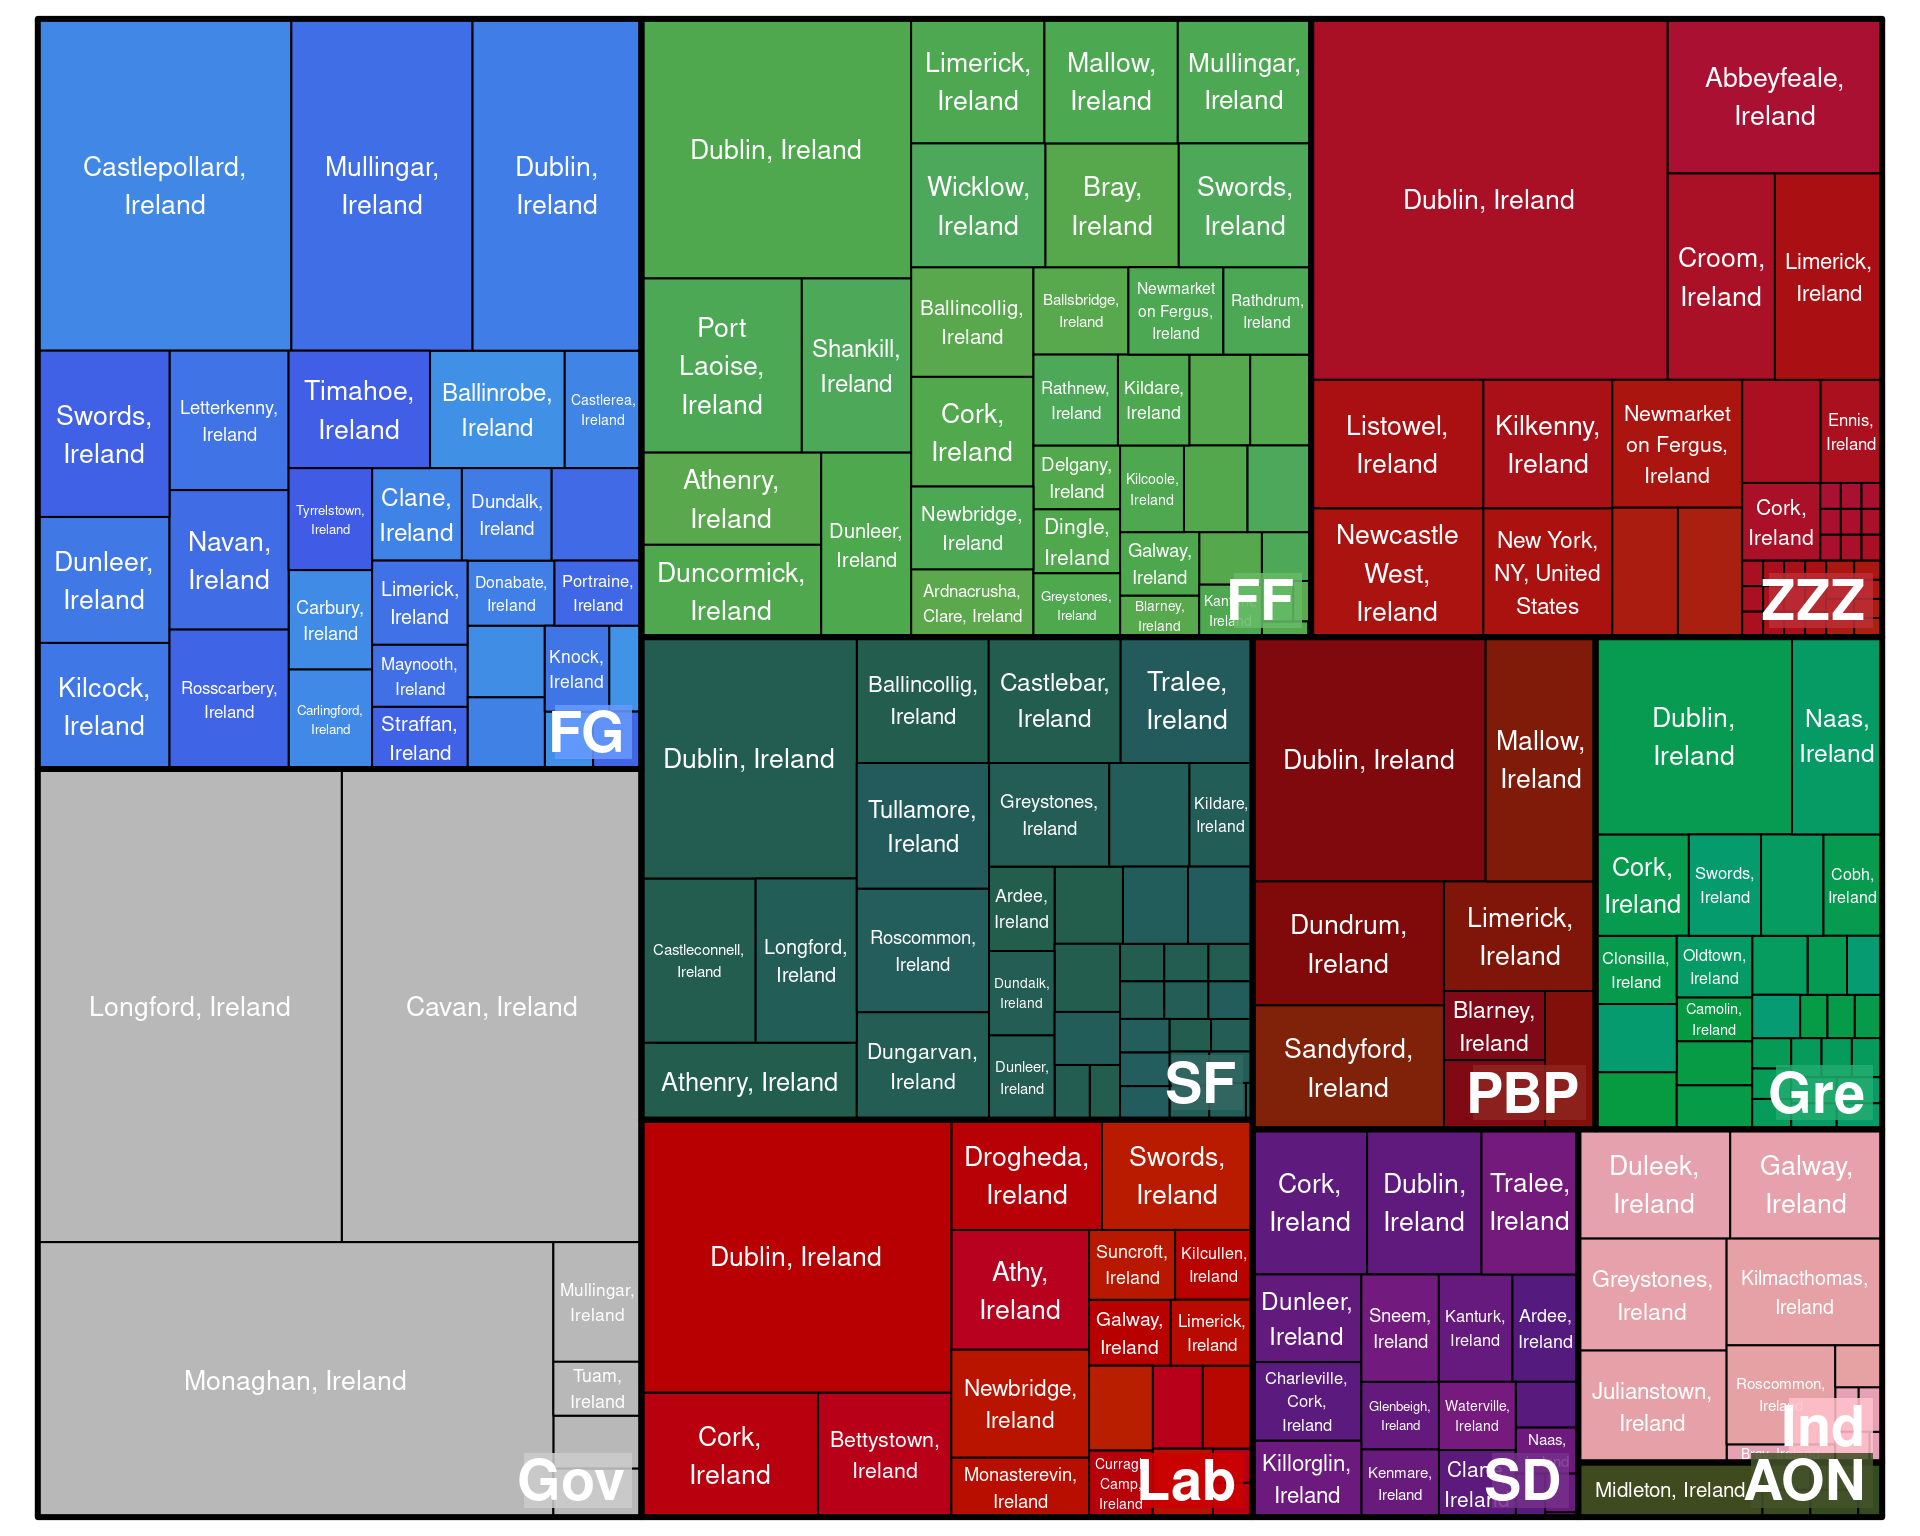 Castlepollard,
Ireland
Mullingar,
Ireland
Dublin,
Ireland
Swords,
Ireland
Letterkenny,
Ireland
Timahoe,
Ireland
Ballinrobe,
Ireland
Castlerea,
Ireland
Dunleer,
Ireland
Navan,
Ireland
Tyrrelstown,
Ireland
Clane,
Ireland
Dundalk,
Ireland
Carbury,
Ireland
Limerick,
Ireland
Donabate,
Ireland
Portraine,
Ireland
Kilcock,
Ireland
Rosscarbery,
Ireland
Carlingford,
Ireland
Maynooth,
Ireland
Straffan,
Ireland
Knock,
Ireland
FG
Dublin, Ireland
Limerick,
Ireland
Mallow,
Ireland
Mullingar,
Ireland
Wicklow,
Ireland
Bray,
Ireland
Swords,
Ireland
Port
Laoise,
Ireland
Shankill,
Ireland
Ballincollig,
Ireland
Ballsbridge,
Ireland
Newmarket
on Fergus,
Ireland
Rathdrum,
Ireland
Cork,
Ireland
Rathnew,
Ireland
Kildare,
Ireland
Athenry,
Ireland
Dunleer,
Ireland
Duncormick,
Ireland
Newbridge,
Ireland
Delgany,
Ireland
Kilcoole,
Ireland
Dingle,
Ireland
Galway,
Ireland
Ardnacrusha,
Clare, Ireland
Greystones,
Ireland
Blarney,
Ireland
FF
Dublin, Ireland
Abbeyfeale,
Ireland
Croom,
Ireland
Limerick,
Ireland
Listowel,
Ireland
Kilkenny,
Ireland
Newmarket
on Fergus,
Ireland
Ennis,
Ireland
Newcastle
West,
Ireland
New York,
NY, United
States
Cork,
Ireland
ZZZ
Longford, Ireland
Cavan, Ireland
Monaghan, Ireland
Mullingar,
Ireland
Tuam,
Ireland
Gov
Dublin, Ireland
Ballincollig,
Ireland
Castlebar,
Ireland
Tralee,
Ireland
Tullamore,
Ireland
Greystones,
Ireland
Kildare,
Ireland
Castleconnell,
Ireland
Longford,
Ireland
Roscommon,
Ireland
Ardee,
Ireland
Dundalk,
Ireland
Athenry, Ireland
Dungarvan,
Ireland
Dunleer,
Ireland
SF
Dublin, Ireland
Mallow,
Ireland
Dundrum,
Ireland
Limerick,
Ireland
Sandyford,
Ireland
Blarney,
Ireland
PBP
Dublin,
Ireland
Naas,
Ireland
Cork,
Ireland
Swords,
Ireland
Cobh,
Ireland
Clonsilla,
Ireland
Oldtown,
Ireland
Camolin,
Ireland
Gre
Dublin, Ireland
Drogheda,
Ireland
Swords,
Ireland
Athy,
Ireland
Suncroft,
Ireland
Kilcullen,
Ireland
Galway,
Ireland
Limerick,
Ireland
Cork,
Ireland
Bettystown,
Ireland
Newbridge,
Ireland
Monasterevin,
Ireland
Camp,
Ireland
Lab
Cork,
Ireland
Dublin,
Ireland
Tralee,
Ireland
Dunleer,
Ireland
Sneem,
Ireland
Kanturk,
Ireland
Ardee,
Ireland
Charleville,
Cork,
Ireland
Glenbeigh,
Ireland
Waterville,
Ireland
Naas,
Killorglin,
Ireland
Kenmare,
Ireland
SD
Duleek,
Ireland
Galway,
Ireland
Greystones,
Ireland
Kilmacthomas,
Ireland
Julianstown,
Ireland
Roscommon,
Ind
Midleton, Ireland
AON